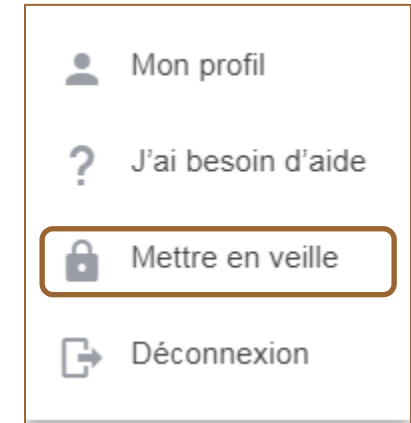 Mon profil
J’ai besoin d’aide
Mettre en veille
Déconnexion